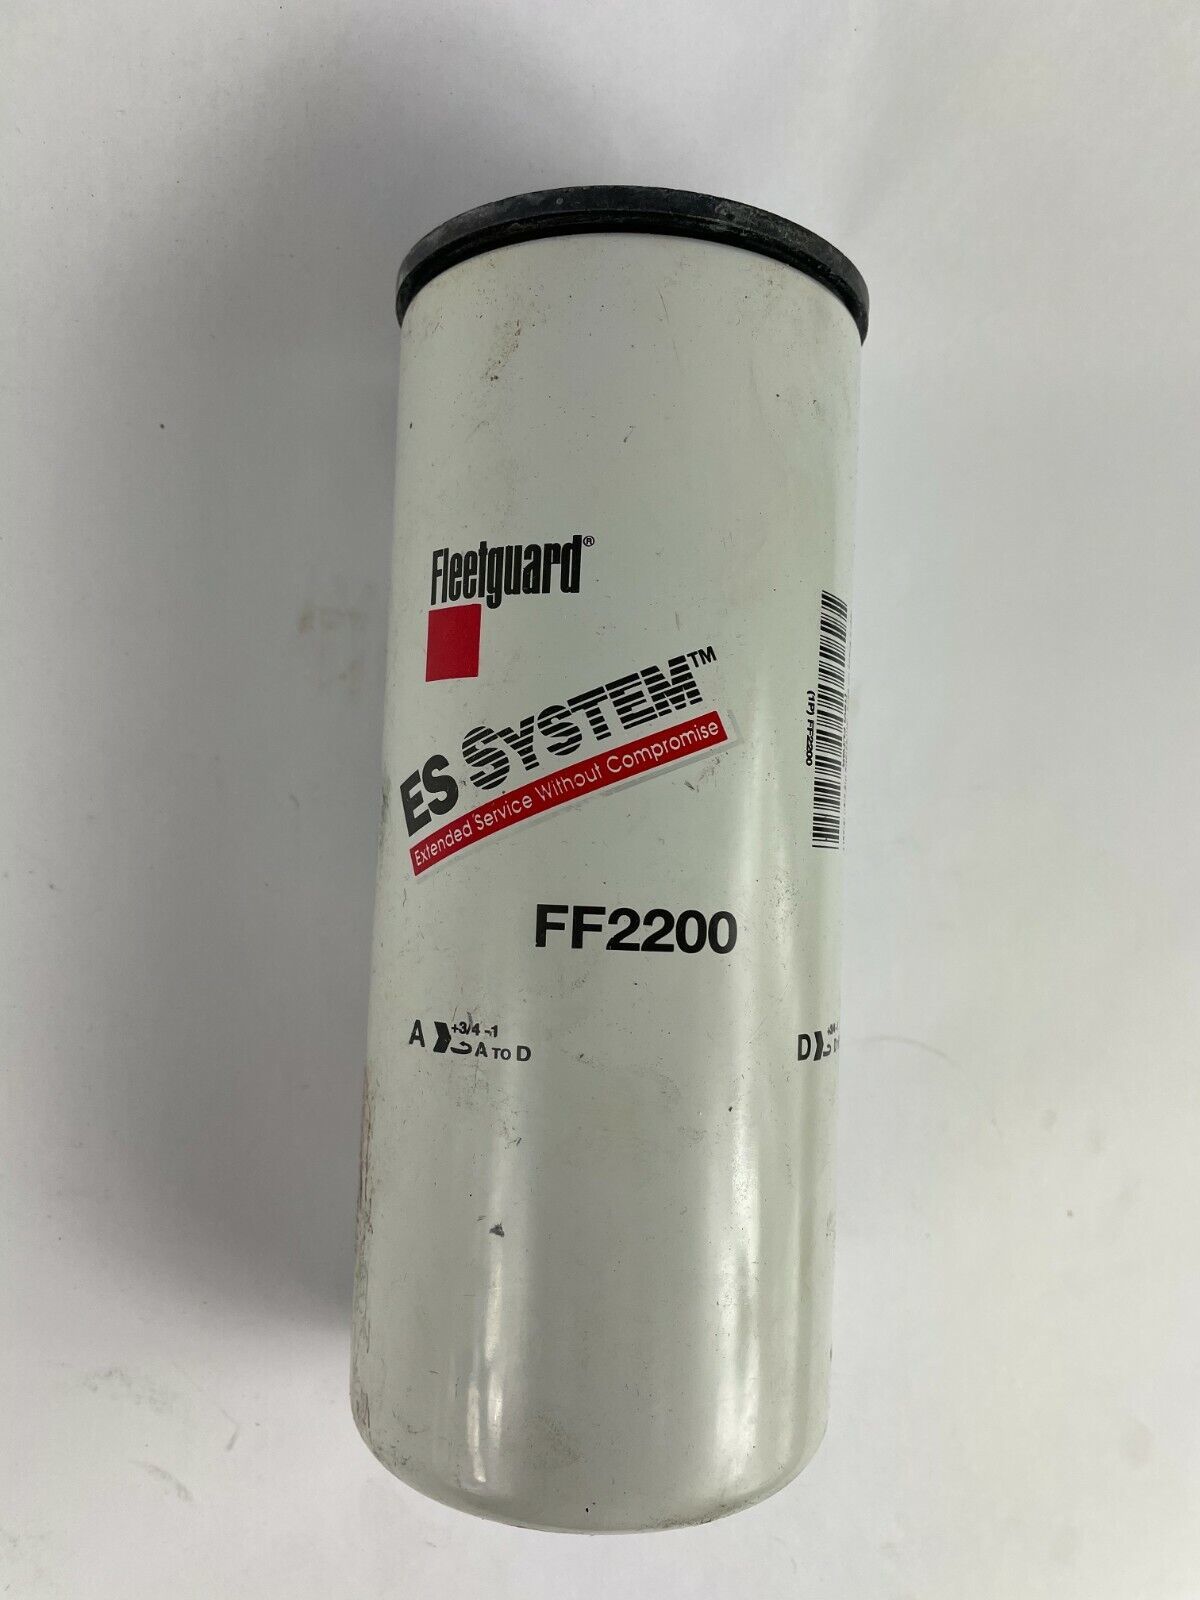 Fleetguard®
ES SYSTEM™
Extended Service Without Compromise
FF2200
A +3/4 -1
A TO D
D
(1P) FF2200